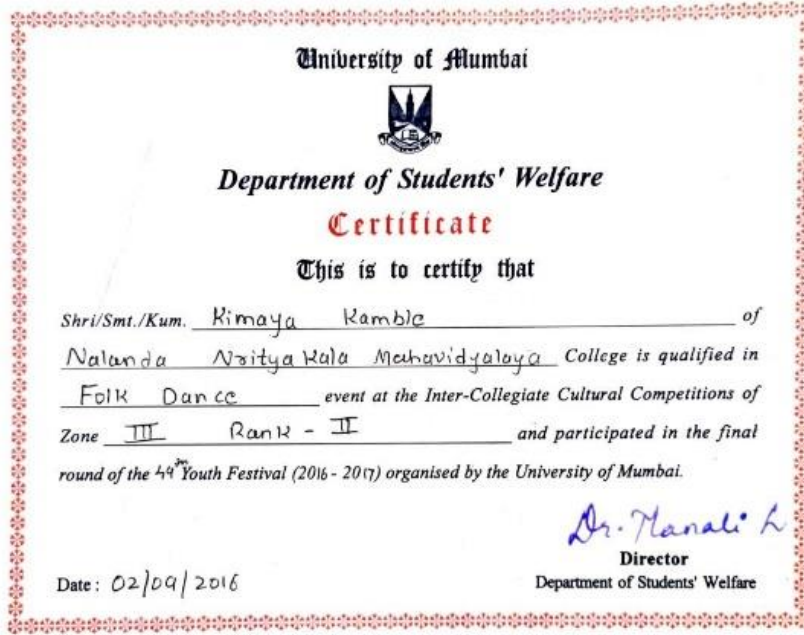 University of Mumbai
Department of Students' Welfare
Certificate
This is to certify that
Shri/Smt./Kum. Kimaya Kamble of
Nalanda Nritya Kala Mahavidyalaya College is qualified in
Folk Dance event at the Inter-Collegiate Cultural Competitions of
Zone III Rank - II and participated in the final
round of the 49th Youth Festival (2016 - 2017) organised by the University of Mumbai.
Dr. Manali L
Director
Date : 02/09/2016 Department of Students' Welfare